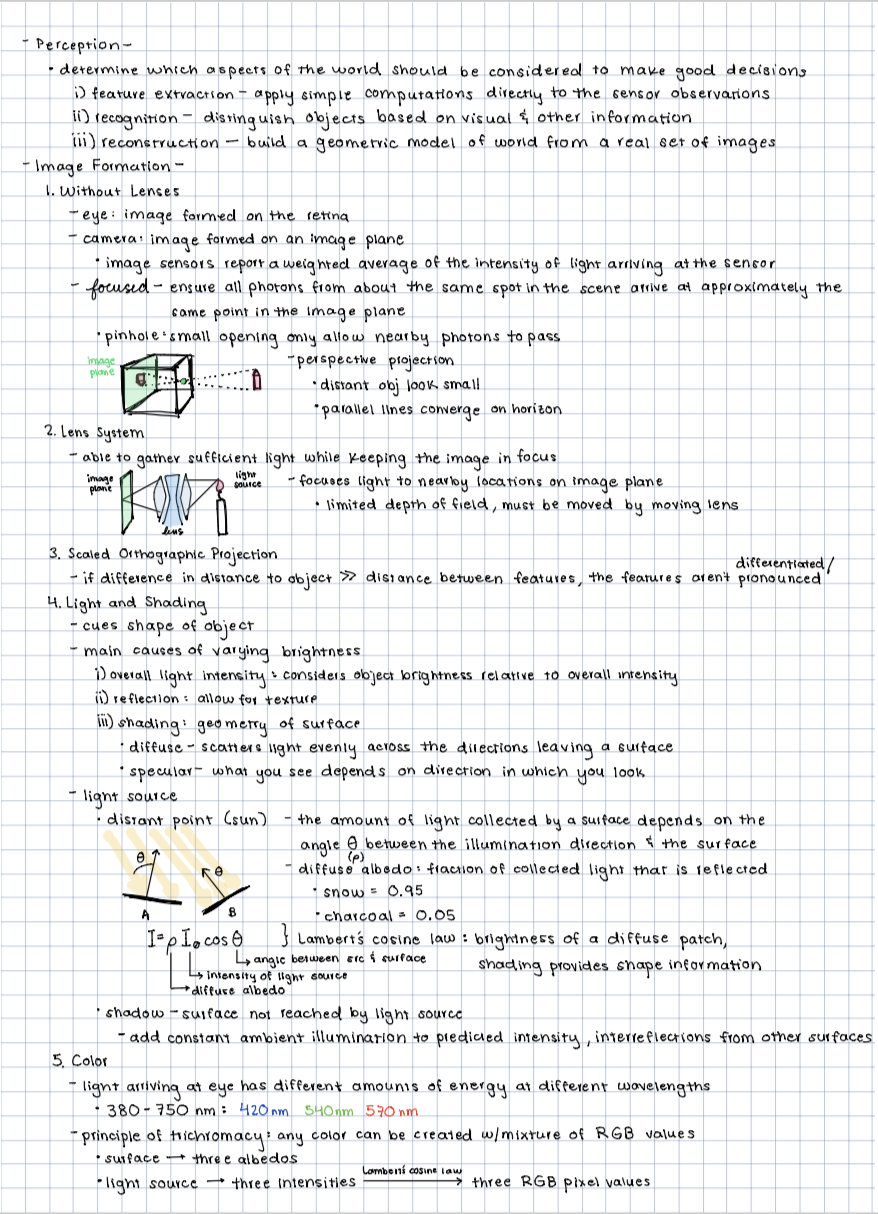 - Perception -
• determine which aspects of the world should be considered to make good decisions
i) feature extraction - apply simple computations directly to the sensor observations
ii) recognition - distinguish objects based on visual & other information
iii) reconstruction - build a geometric model of world from a real set of images
- Image Formation -
1. Without Lenses
- eye: image formed on the retina
- camera: image formed on an image plane
• image sensors report a weighted average of the intensity of light arriving at the sensor
- focused - ensure all photons from about the same spot in the scene arrive at approximately the
same point in the image plane
• pinhole: small opening only allow nearby photons to pass
image
plane
- perspective projection
• distant obj look small
• parallel lines converge on horizon
2. Lens System
- able to gather sufficient light while keeping the image in focus
image
plane
light
source
lens
- focuses light to nearby locations on image plane
• limited depth of field, must be moved by moving lens
3. Scaled Orthographic Projection
differentiated/
- if difference in distance to object >> distance between features, the features aren't pronounced
4. Light and Shading
- cues shape of object
- main causes of varying brightness
i) overall light intensity: considers object brightness relative to overall intensity
ii) reflection: allow for texture
iii) shading: geometry of surface
• diffuse - scatters light evenly across the directions leaving a surface
• specular - what you see depends on direction in which you look
- light source
• distant point (sun) - the amount of light collected by a surface depends on the
angle θ between the illumination direction & the surface
(ρ)
- diffuse albedo: fraction of collected light that is reflected
• snow = 0.95
• charcoal = 0.05
θ
θ
A
B
I = ρ I₀ cos θ } Lambert's cosine law: brightness of a diffuse patch,
shading provides shape information
angle between src & surface
intensity of light source
diffuse albedo
• shadow - surface not reached by light source
- add constant ambient illumination to predicted intensity, interreflections from other surfaces
5. Color
- light arriving at eye has different amounts of energy at different wavelengths
• 380-750 nm: 420nm 540nm 570nm
- principle of trichromacy: any color can be created w/mixture of RGB values
• surface → three albedos
Lambert's cosine law
• light source → three intensities → three RGB pixel values